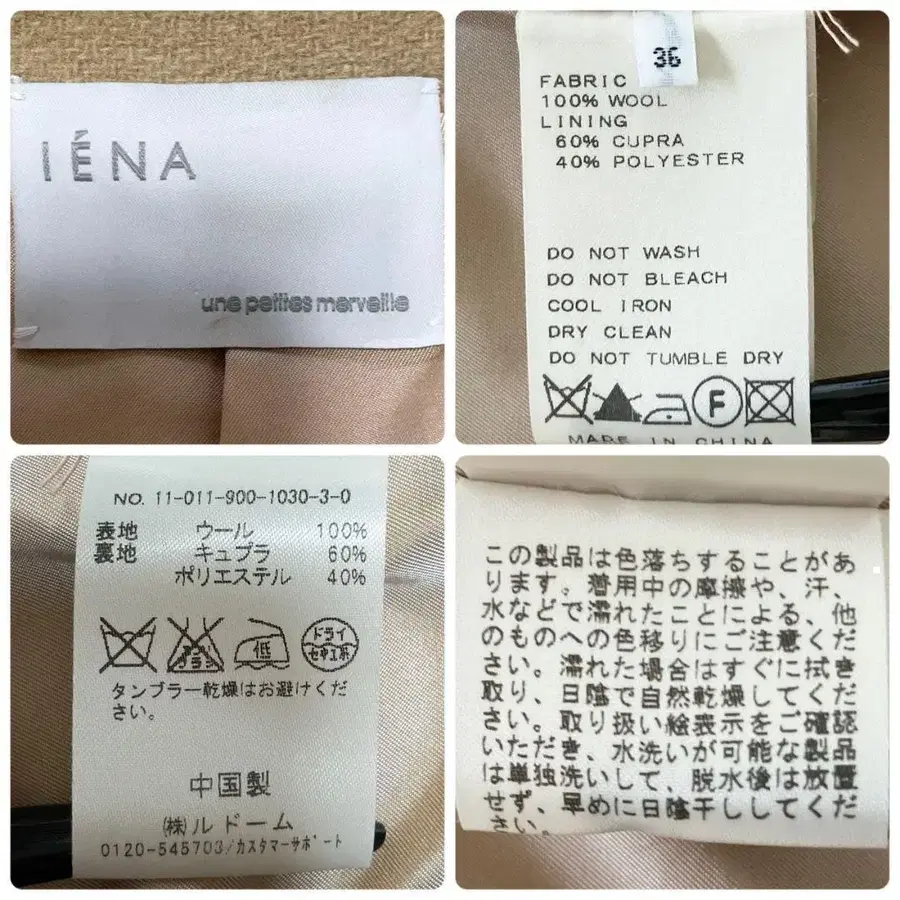 IÉNA
une petites merveille
36
FABRIC
100% WOOL
LINING
60% CUPRA
40% POLYESTER
DO NOT WASH
DO NOT BLEACH
COOL IRON
DRY CLEAN
DO NOT TUMBLE DRY
F
MADE IN CHINA
NO. 11-011-900-1030-3-0
表地 ウール 100%
裏地 キュプラ 60%
ポリエステル 40%
エンソサラシ 低 ドライ
セキユ系
タンブラー乾燥はお避けくだ
さい。
中国製
(株)ルドーム
0120-545703/カスタマーサポート
この製品は色落ちすることがあ
ります。着用中の摩擦や、汗、
水などで濡れたことによる、他
のものへの色移りにご注意くだ
さい。濡れた場合はすぐに拭き
取り、日陰で自然乾燥してくだ
さい。取り扱い絵表示をご確認
いただき、水洗いが可能な製品
は単独洗いして、脱水後は放置
せず、早めに日陰干ししてくだ
さい。